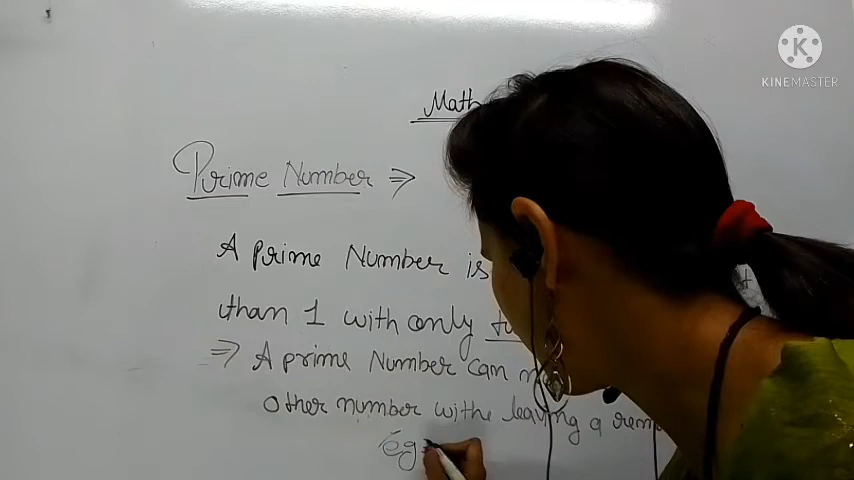 KINEMASTER
Math
Prime Number ⇒
A prime Number is
than 1 with only
⇒ A prime Number can
other number withe leaving a rem
eg